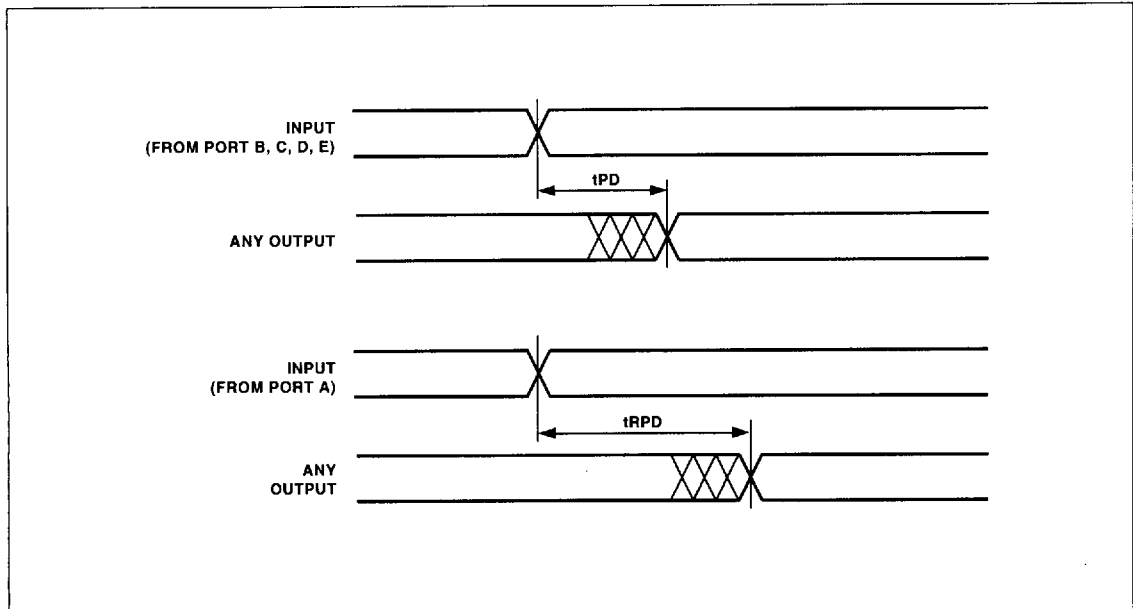 INPUT
(FROM PORT B, C, D, E)
tPD
ANY OUTPUT
INPUT
(FROM PORT A)
tRPD
ANY
OUTPUT